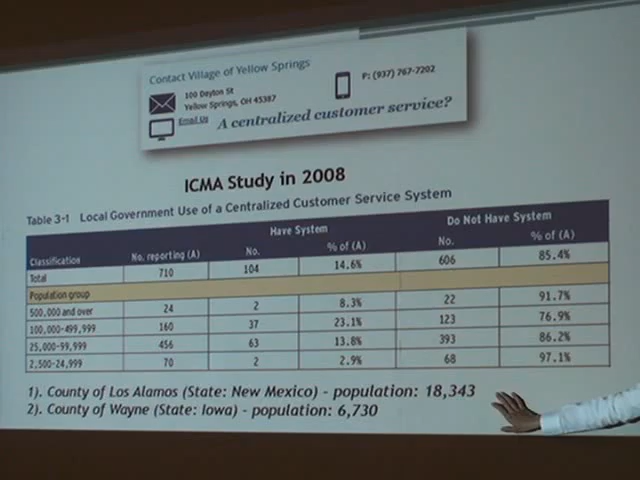 Contact Village of Yellow Springs
100 Dayton St
Yellow Springs, OH 45387
Email Us
P: (937) 767-7202
A centralized customer service?
ICMA Study in 2008
Table 3-1 Local Government Use of a Centralized Customer Service System
Have System Do Not Have System
Classification No. reporting (A) No. % of (A) No. % of (A)
Total 710 104 14.6% 606 85.4%
Population group
500,000 and over 24 2 8.3% 22 91.7%
100,000-499,999 160 37 23.1% 123 76.9%
25,000-99,999 456 63 13.8% 393 86.2%
2,500-24,999 70 2 2.9% 68 97.1%
1). County of Los Alamos (State: New Mexico) - population: 18,343
2). County of Wayne (State: Iowa) - population: 6,730